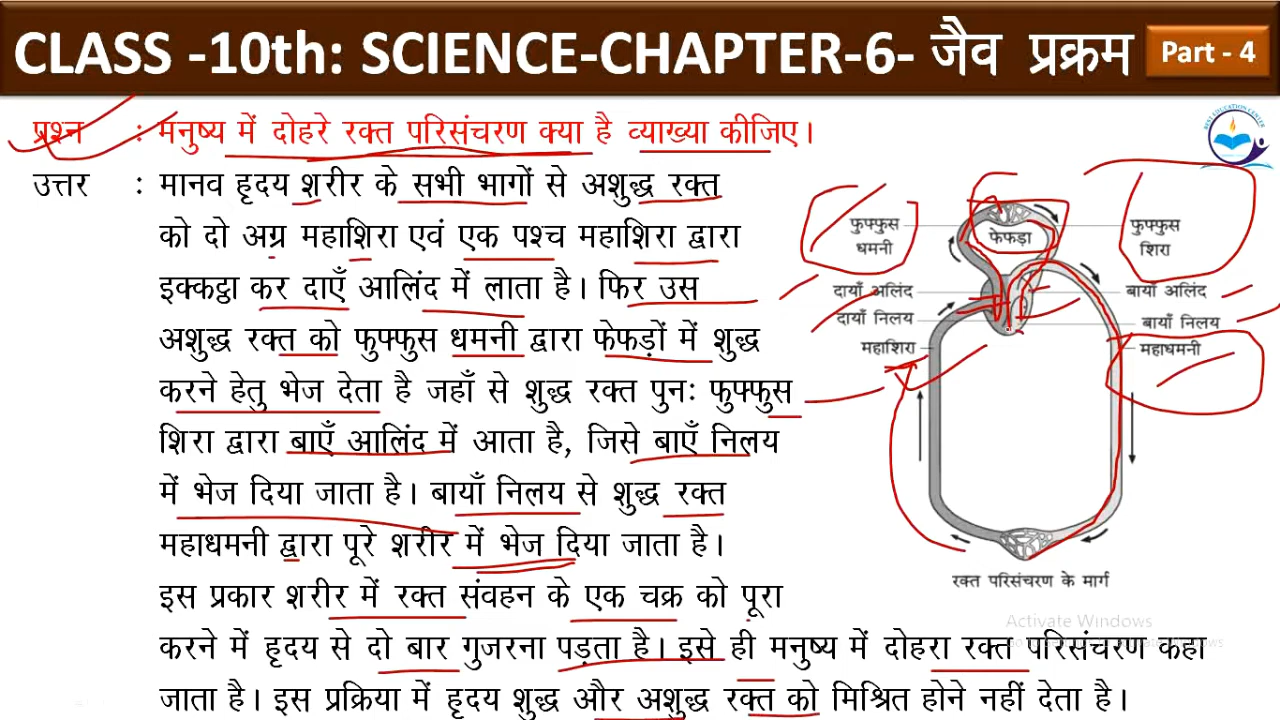 CLASS -10th: SCIENCE-CHAPTER-6- जैव प्रक्रम
Part - 4
प्रश्न : मनुष्य में दोहरे रक्त परिसंचरण क्या है व्याख्या कीजिए।
उत्तर : मानव हृदय शरीर के सभी भागों से अशुद्ध रक्त
को दो अग्र महाशिरा एवं एक पश्च महाशिरा द्वारा
इक्कट्ठा कर दाएँ आलिंद में लाता है। फिर उस
अशुद्ध रक्त को फुफ्फुस धमनी द्वारा फेफड़ों में शुद्ध
करने हेतु भेज देता है जहाँ से शुद्ध रक्त पुनः फुफ्फुस
शिरा द्वारा बाएँ आलिंद में आता है, जिसे बाएँ निलय
में भेज दिया जाता है। बायाँ निलय से शुद्ध रक्त
महाधमनी द्वारा पूरे शरीर में भेज दिया जाता है।
इस प्रकार शरीर में रक्त संवहन के एक चक्र को पूरा
करने में हृदय से दो बार गुजरना पड़ता है। इसे ही मनुष्य में दोहरा रक्त परिसंचरण कहा
जाता है। इस प्रक्रिया में हृदय शुद्ध और अशुद्ध रक्त को मिश्रित होने नहीं देता है।
फुफ्फुस
धमनी
फेफड़ा
फुफ्फुस
शिरा
दायाँ अलिंद
बायाँ आलिंद
दायाँ निलय
बायाँ निलय
महाशिरा
महाधमनी
रक्त परिसंचरण के मार्ग
Activate Windows